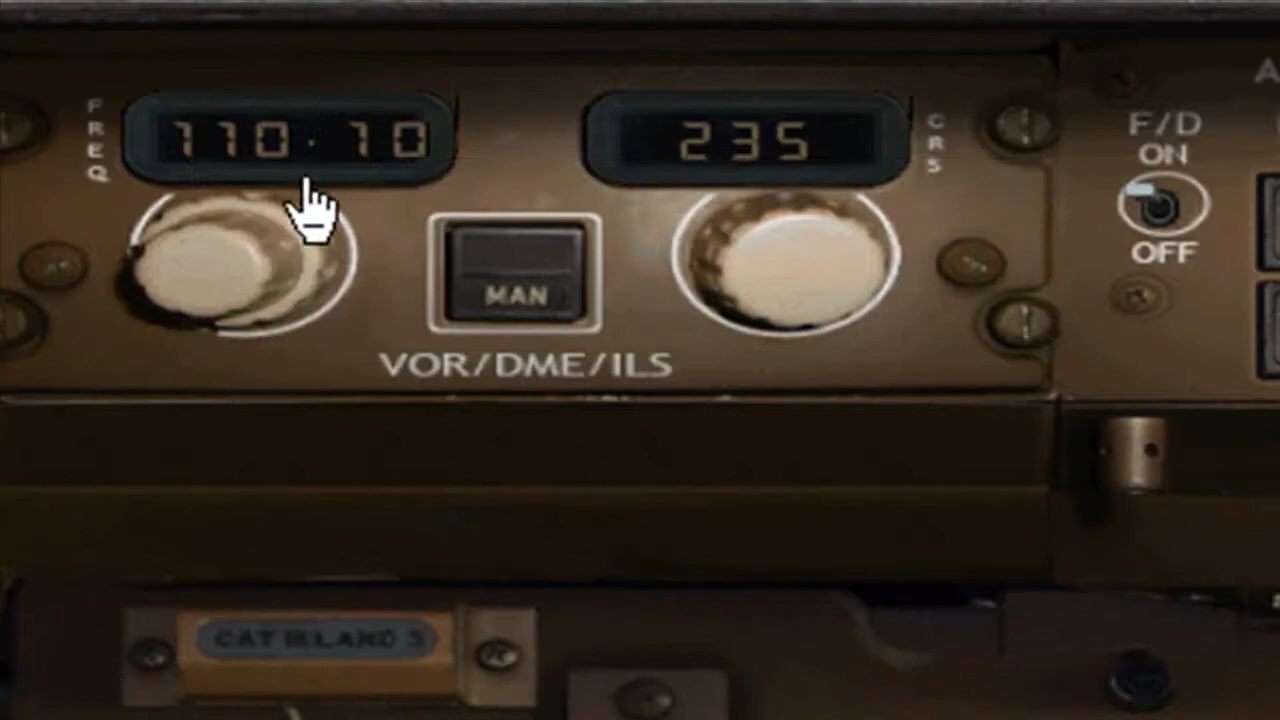 FREQ
110.10
235
CRS
F/D
ON
OFF
MAN
VOR/DME/ILS
A
CAT III LAND 3